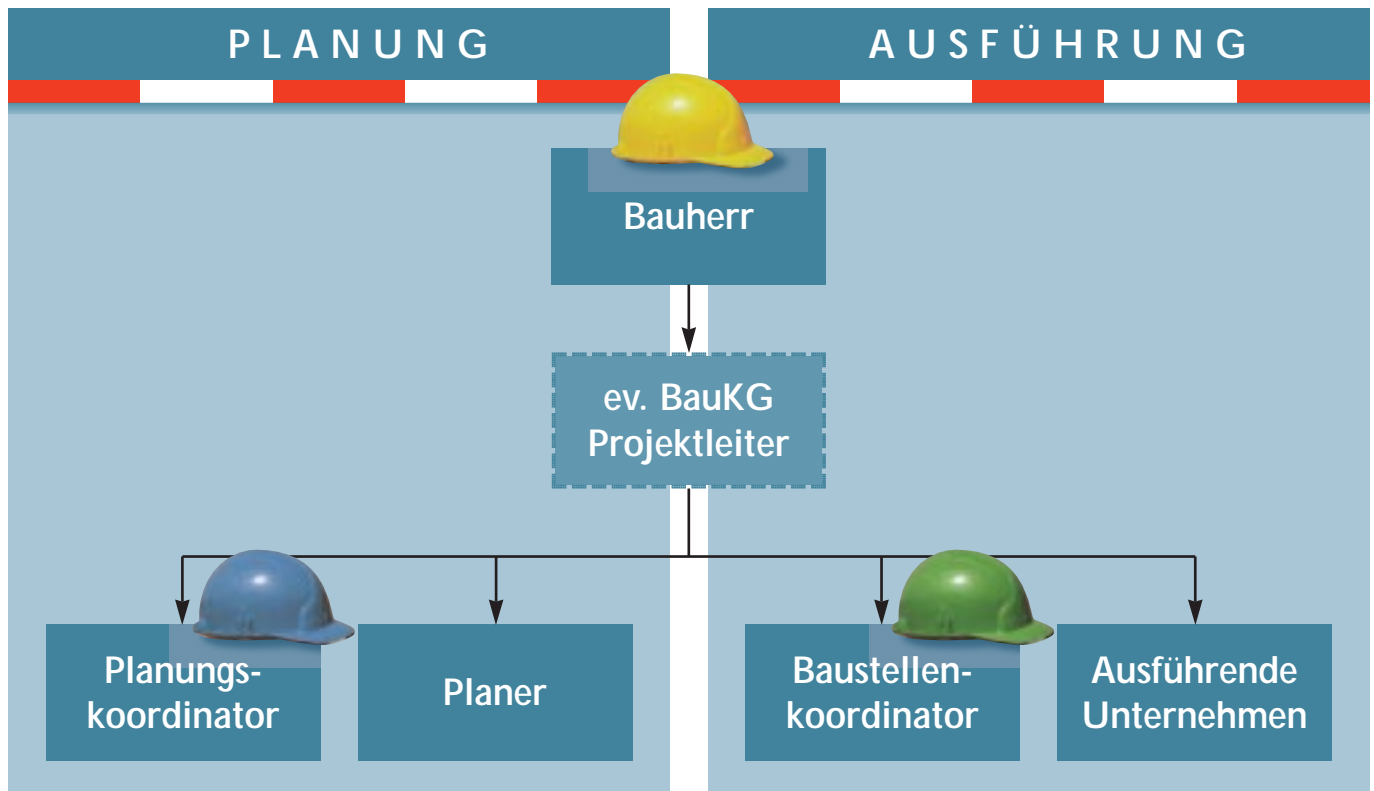 PLANUNG
AUSFÜHRUNG
Bauherr
ev. BauKG
Projektleiter
Planungs-
koordinator
Planer
Baustellen-
koordinator
Ausführende
Unternehmen